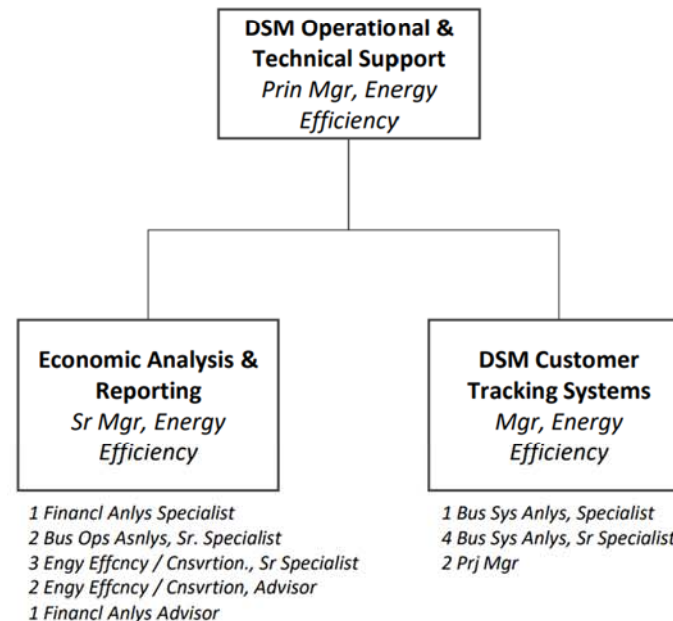 DSM Operational &
Technical Support
Prin Mgr, Energy
Efficiency
Economic Analysis &
Reporting
Sr Mgr, Energy
Efficiency
1 Financl Anlys Specialist
2 Bus Ops Asnlys, Sr. Specialist
3 Engy Effcncy / Cnsvrtion., Sr Specialist
2 Engy Effcncy / Cnsvrtion, Advisor
1 Financl Anlys Advisor
DSM Customer
Tracking Systems
Mgr, Energy
Efficiency
1 Bus Sys Anlys, Specialist
4 Bus Sys Anlys, Sr Specialist
2 Prj Mgr